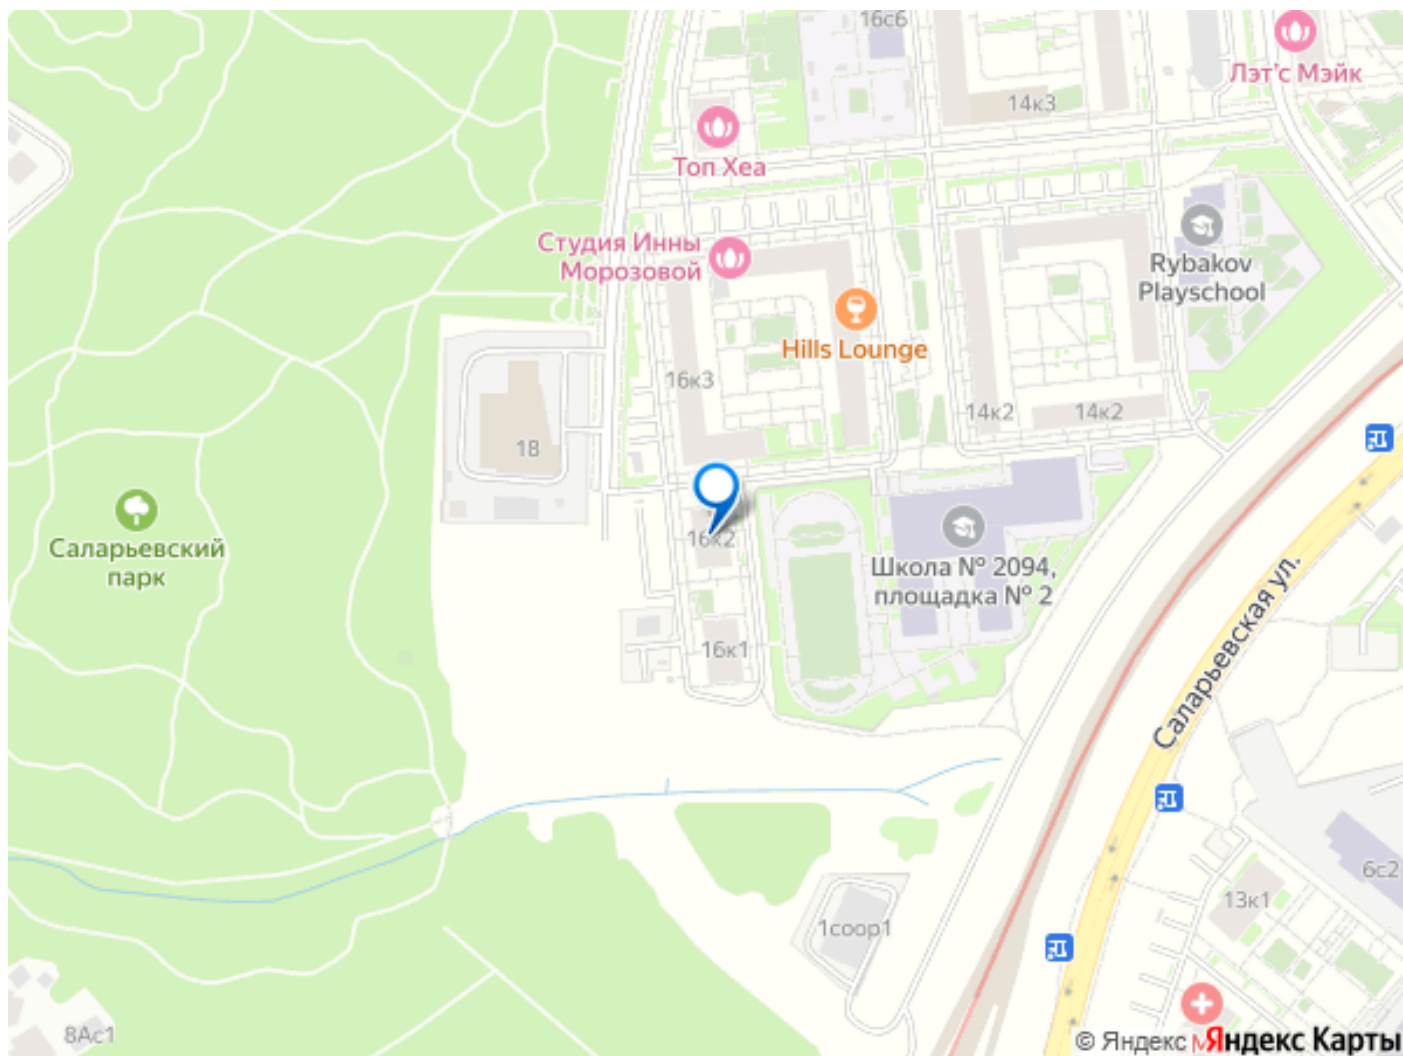 16с6
Лэт'с Мэйк
14к3
Топ Хеа
Студия Инны
Морозовой
Rybakov
Playschool
Hills Lounge
16к3
14к2
14к2
18
16к2
Саларьевский
парк
Школа № 2094,
площадка № 2
16к1
Саларьевская ул.
6с2
13к1
1соор1
8Ас1
© Яндекс
Яндекс Карты